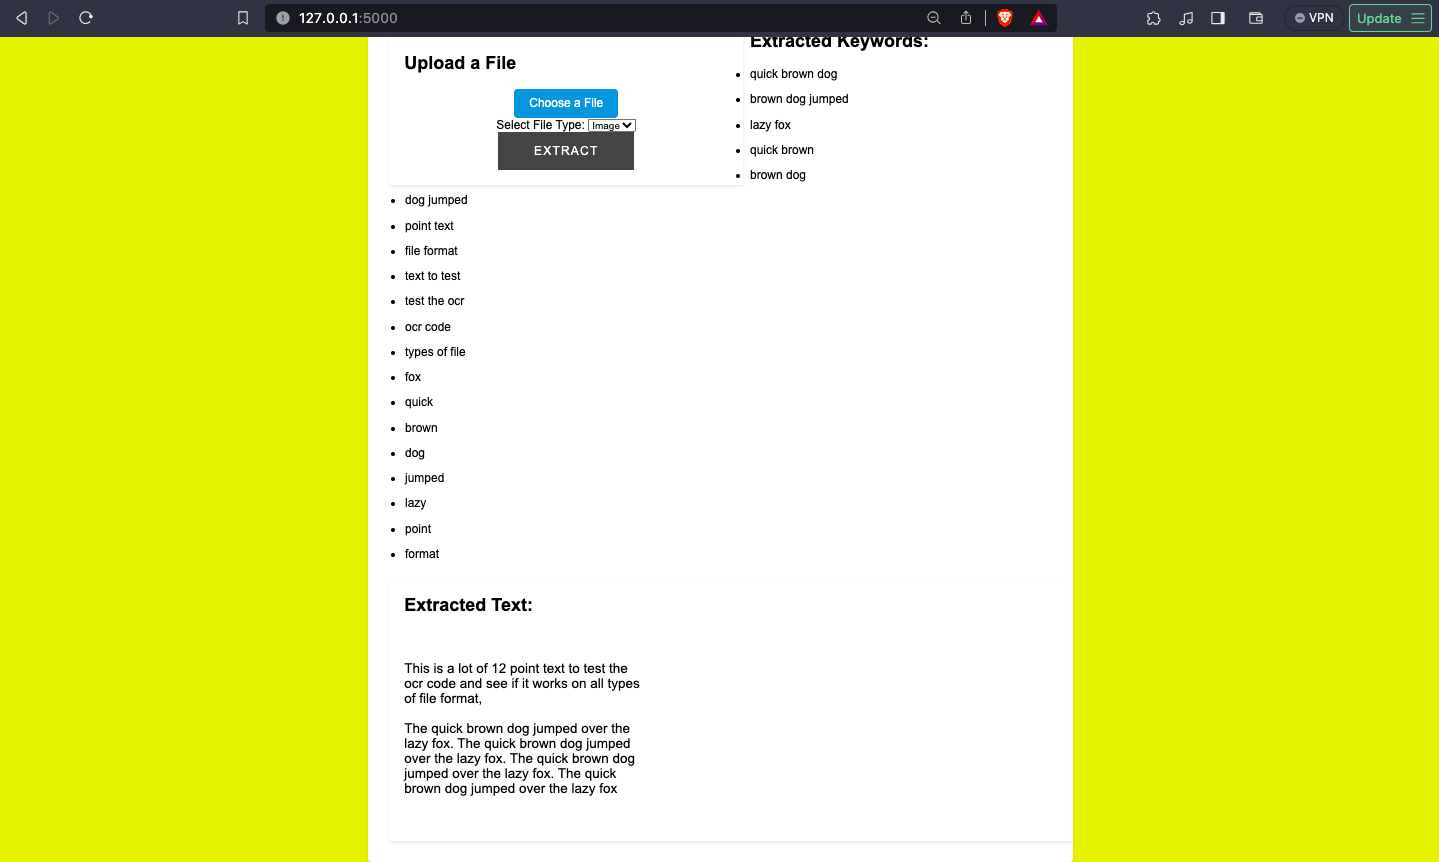 127.0.0.1:5000
VPN
Update
Upload a File
Choose a File
Select File Type: Image
EXTRACT
Extracted Keywords:
quick brown dog
brown dog jumped
lazy fox
quick brown
brown dog
dog jumped
point text
file format
text to test
test the ocr
ocr code
types of file
fox
quick
brown
dog
jumped
lazy
point
format
Extracted Text:
This is a lot of 12 point text to test the
ocr code and see if it works on all types
of file format,
The quick brown dog jumped over the
lazy fox. The quick brown dog jumped
over the lazy fox. The quick brown dog
jumped over the lazy fox. The quick
brown dog jumped over the lazy fox